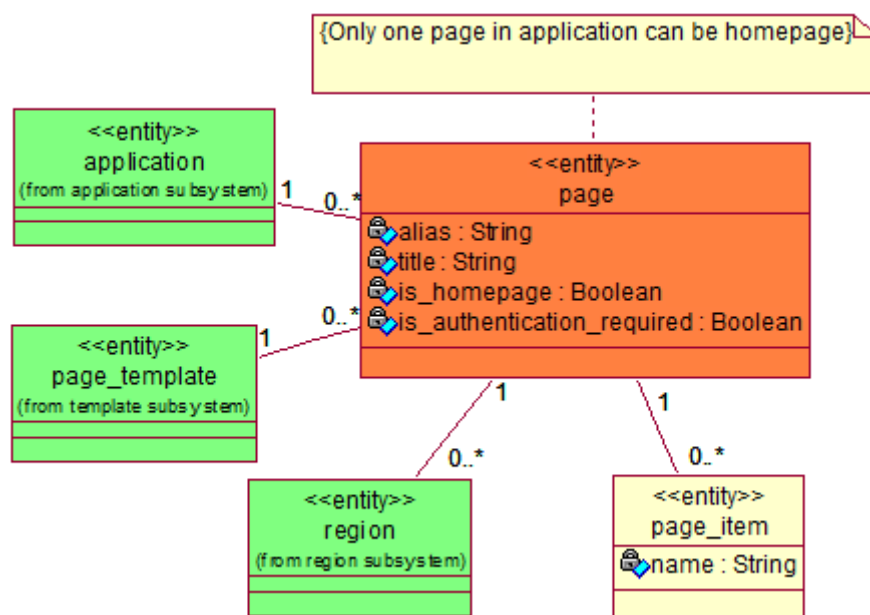 {Only one page in application can be homepage}
<<entity>>
application
(from application subsystem)
1
0..*
<<entity>>
page
alias : String
title : String
is_homepage : Boolean
is_authentication_required : Boolean
<<entity>>
page_template
(from template subsystem)
1
0..*
1
0..*
1
0..*
<<entity>>
region
(from region subsystem)
<<entity>>
page_item
name : String